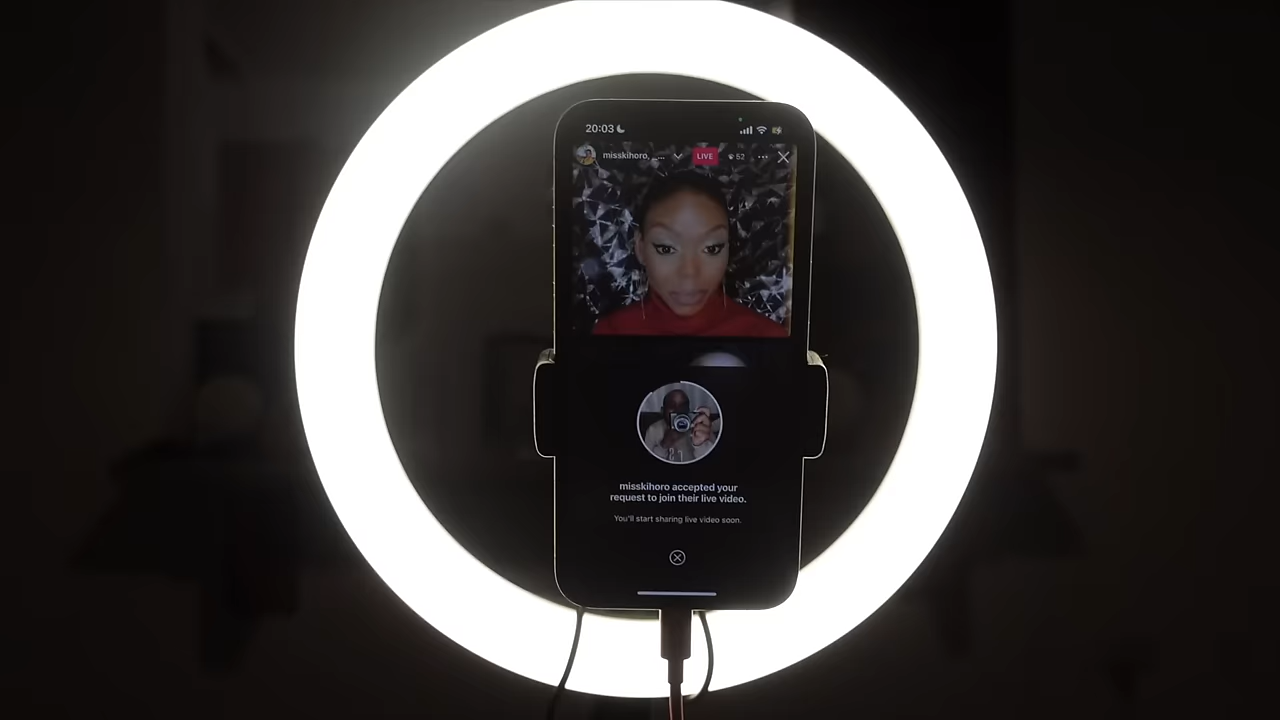 20:03
misskihoro, _... LIVE 52
misskihoro accepted your
request to join their live video.
You'll start sharing live video soon.